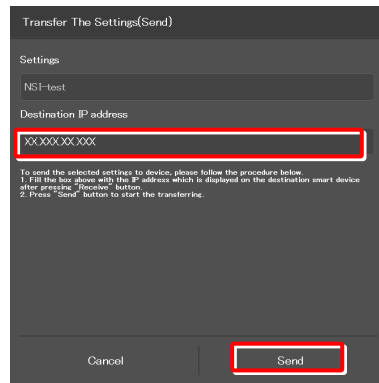 Transfer The Settings(Send)
Settings
NSI-test
Destination IP address
XX.XXX.XX.XXX
To send the selected settings to device, please follow the procedure below.
1. Fill the box above with the IP address which is displayed on the destination smart device
after pressing "Receive" button.
2. Press "Send" button to start the transferring.
Cancel
Send